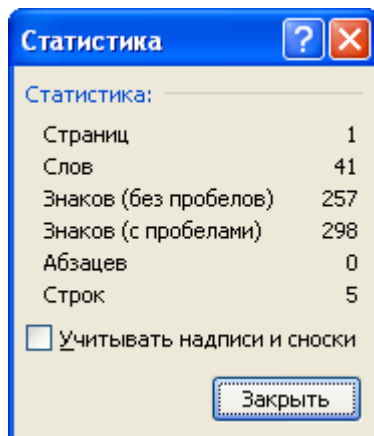 Статистика
Статистика:
Страниц 1
Слов 41
Знаков (без пробелов) 257
Знаков (с пробелами) 298
Абзацев 0
Строк 5
Учитывать надписи и сноски
Закрыть